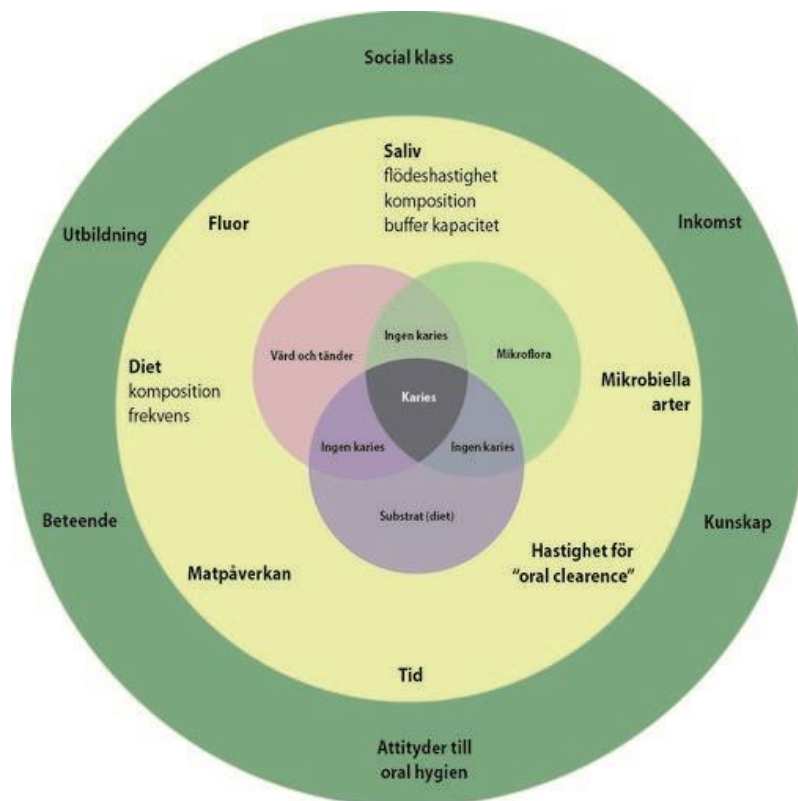 Social klass
Saliv
flödeshastighet
komposition
buffer kapacitet
Fluor
Utbildning
Inkomst
Ingen karies
Värd och tänder
Mikroflora
Diet
komposition
frekvens
Mikrobiella
arter
Karies
Ingen karies
Ingen karies
Substrat (diet)
Beteende
Kunskap
Hastighet för
"oral clearence"
Matpåverkan
Tid
Attityder till
oral hygien